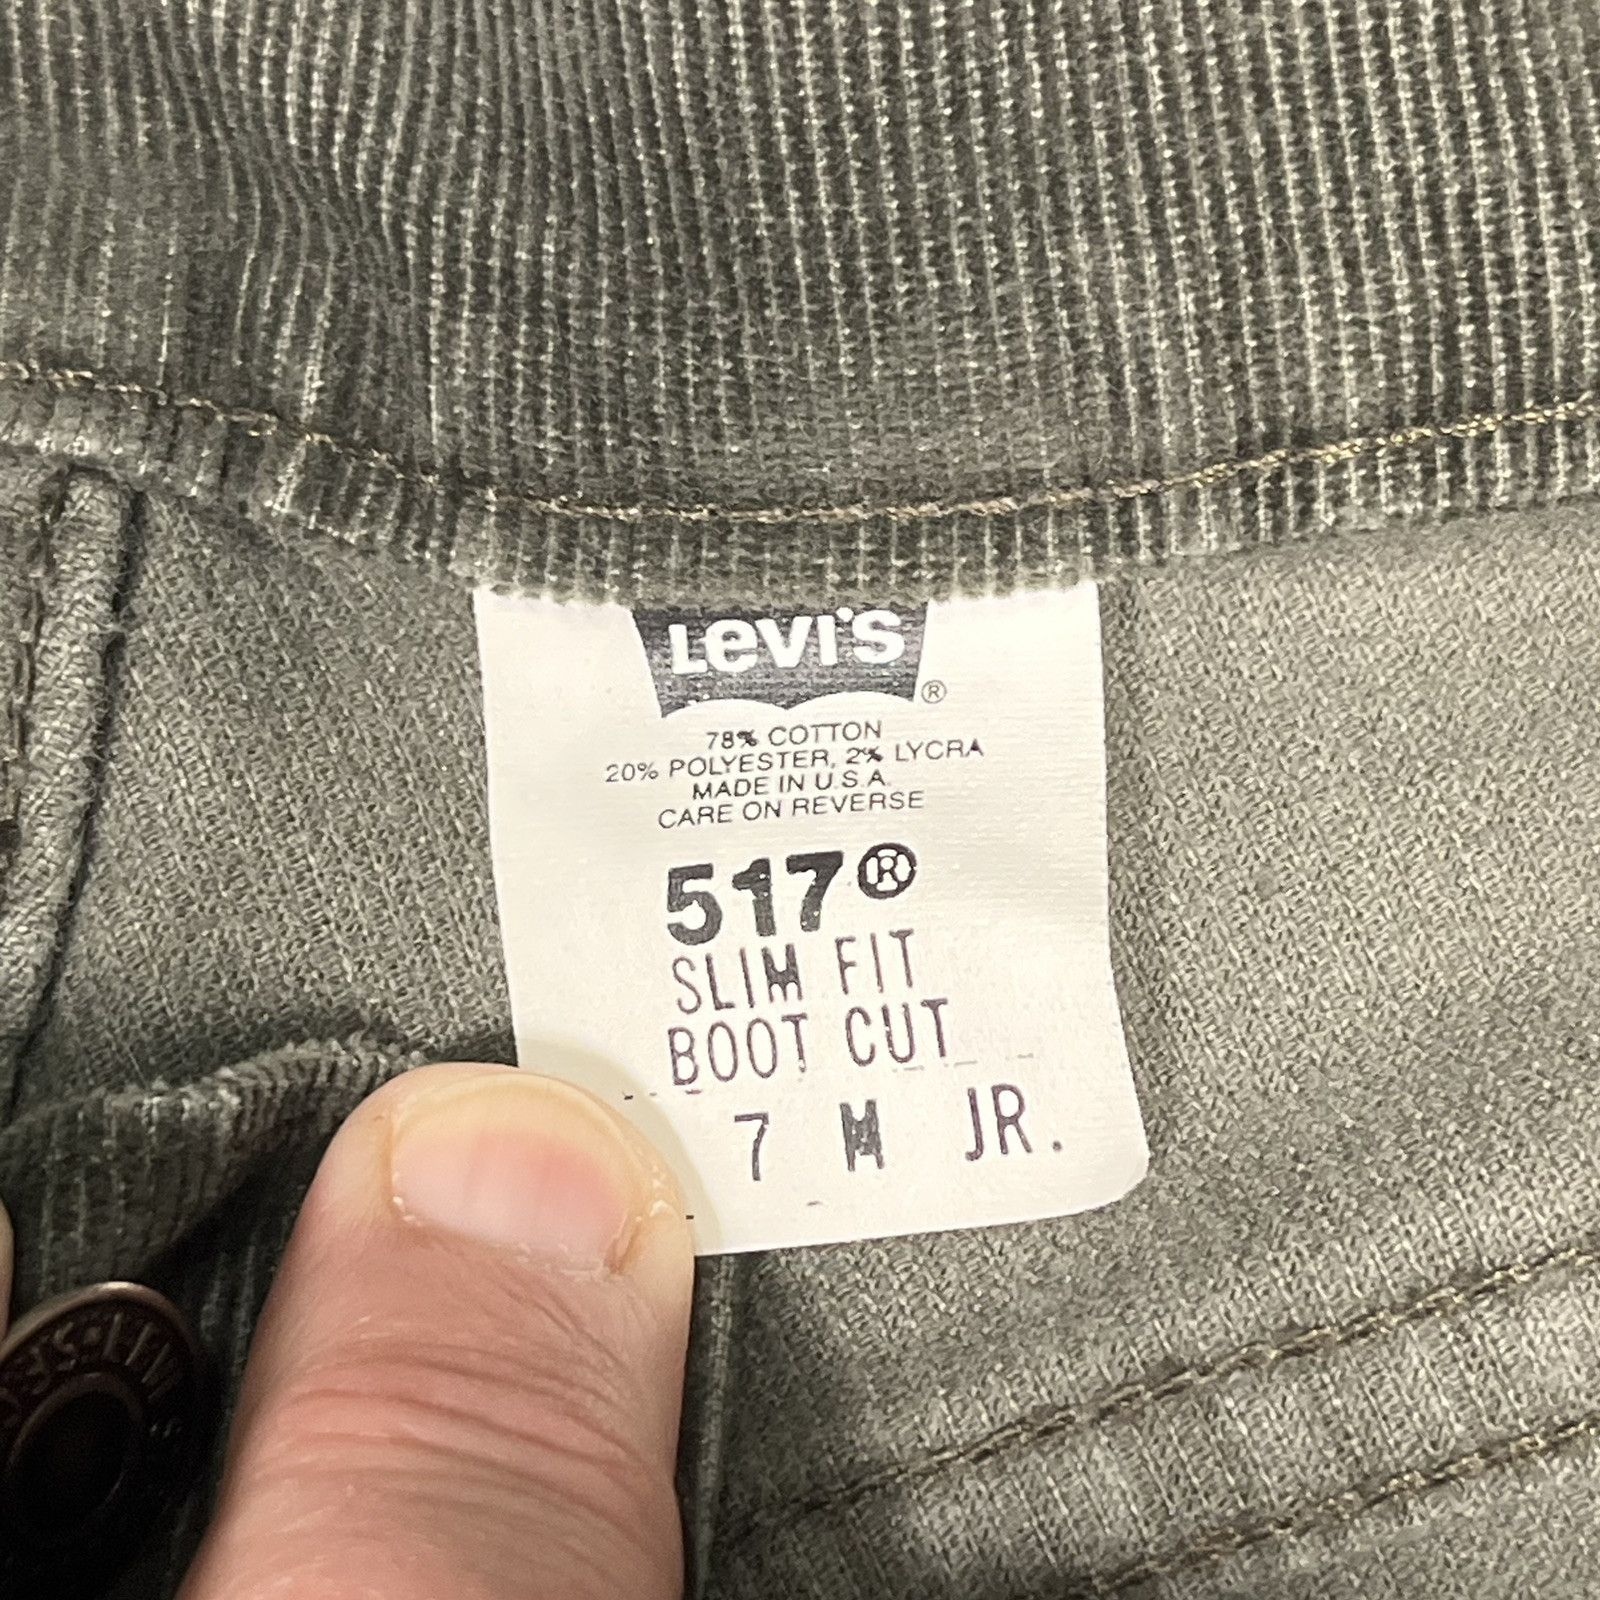 Levi's
®
78% COTTON
20% POLYESTER, 2% LYCRA
MADE IN U.S.A.
CARE ON REVERSE
517®
SLIM FIT
BOOT CUT
7 M JR.